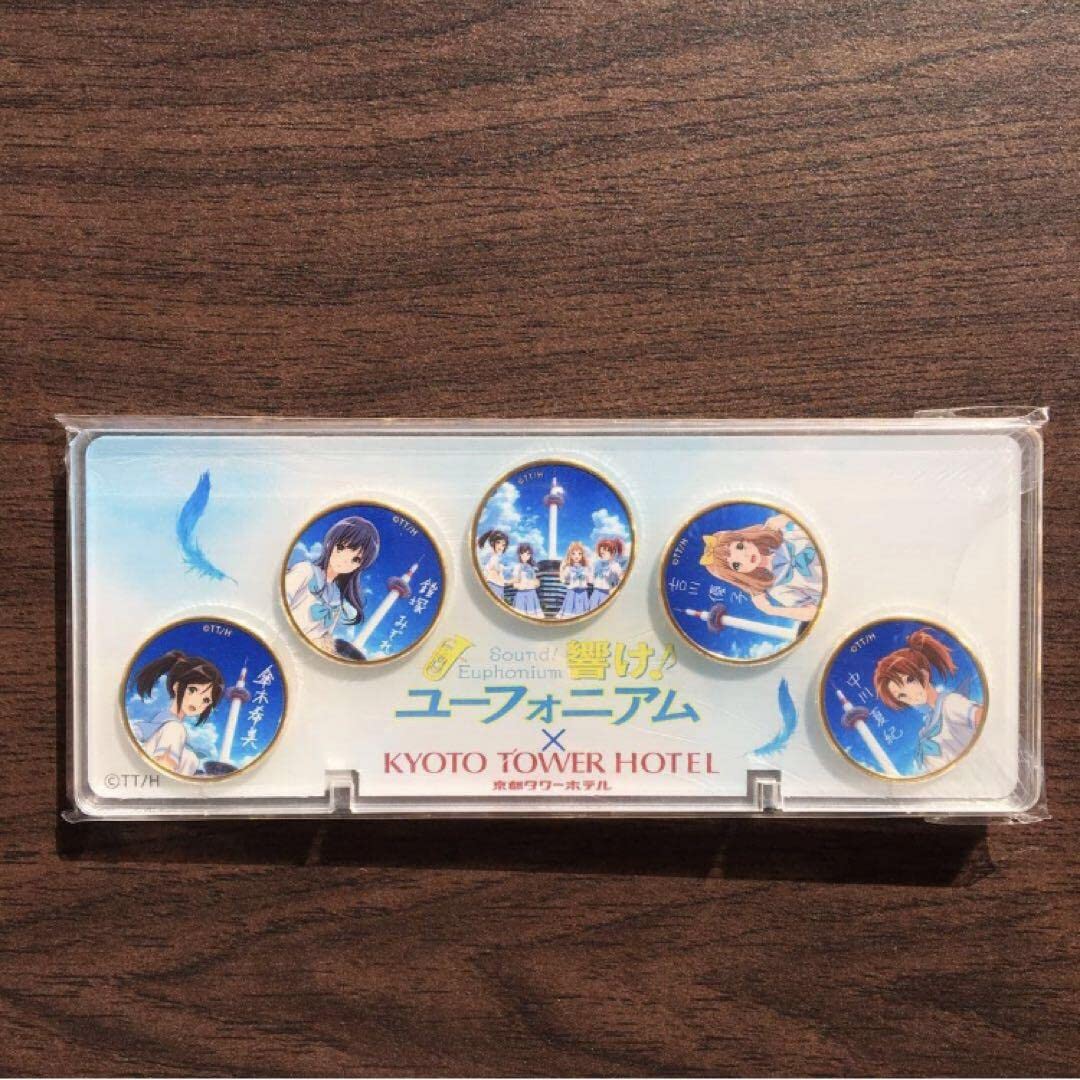 ©TT/H
©TT/H
鎧塚 みぞれ
©TT/H
吉川 優子
©TT/H
傘木希美
©TT/H
中川夏紀
Sound!
Euphonium
響け!
ユーフォニアム
×
KYOTO TOWER HOTEL
京都タワーホテル
©TT/H